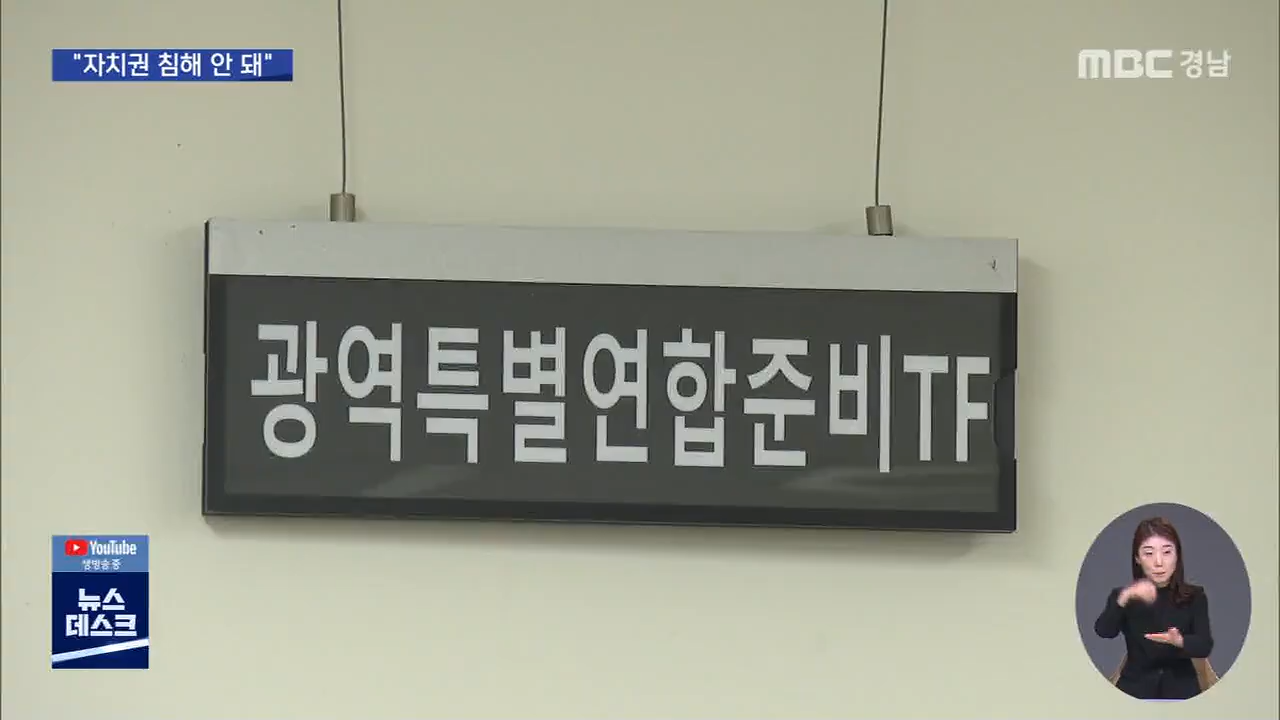 "자치권 침해 안 돼"
MBC 경남
광역특별연합준비TF
YouTube
생방송 중
뉴스
데스크